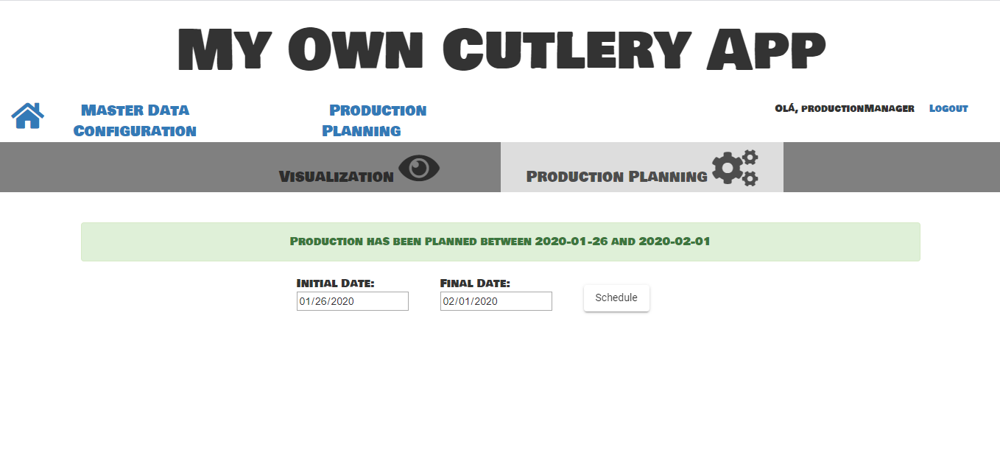 My Own Cutlery App
Master Data
Configuration
Production
Planning
Olá, productionManager
Logout
Visualization
Production Planning
Production has been planned between 2020-01-26 and 2020-02-01
Initial Date:
Final Date:
01/26/2020
02/01/2020
Schedule